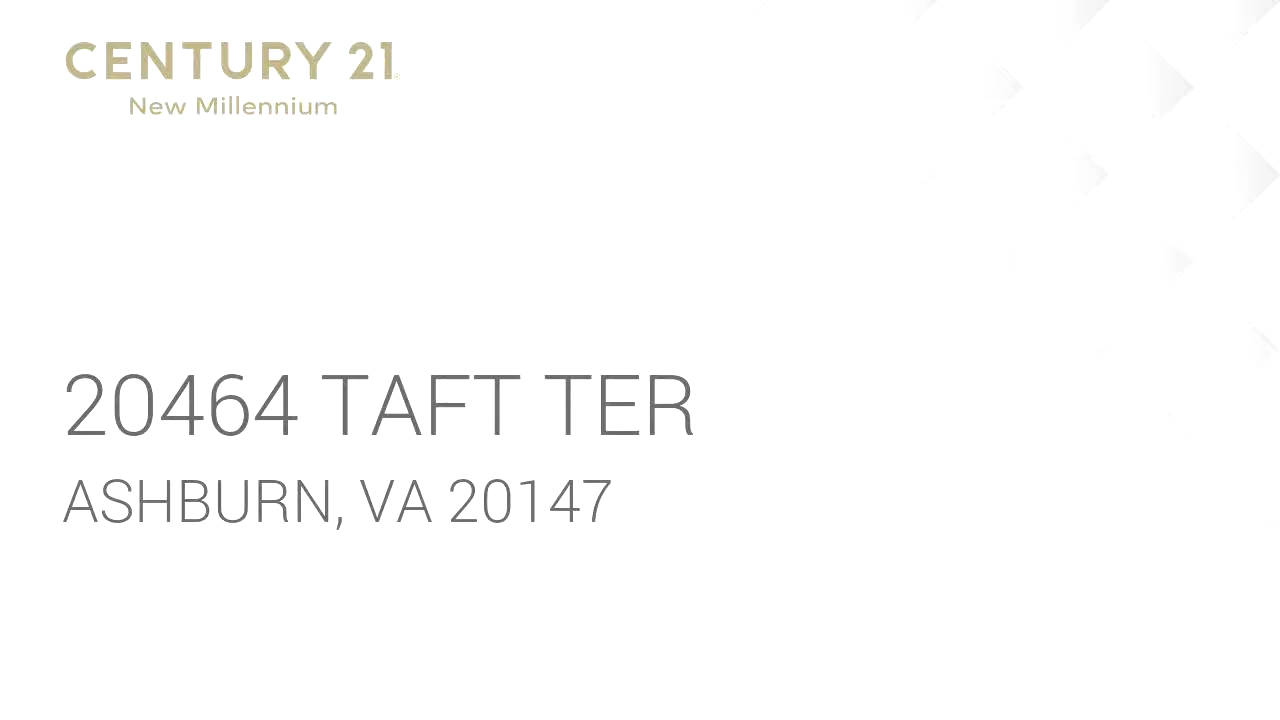 CENTURY 21
New Millennium
20464 TAFT TER
ASHBURN, VA 20147